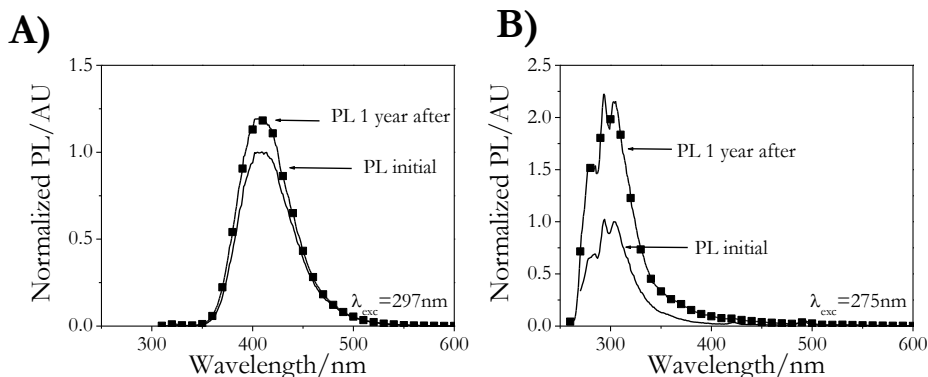 A)
Normalized PL/AU
1.5
1.0
0.5
0.0
PL 1 year after
PL initial
λexc=297nm
300
400
500
600
Wavelength/nm
B)
Normalized PL/AU
2.5
2.0
1.5
1.0
0.5
0.0
PL 1 year after
PL initial
λexc=275nm
300
400
500
600
Wavelength/nm